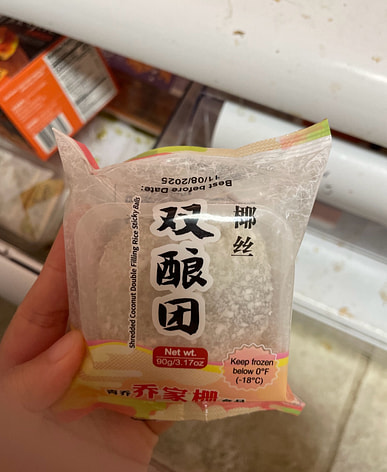 Best before Date:
11/08/2025
椰丝
双酿团
Shredded Coconut Double Filling Rice Sticky Balls
Net wt.
90g/3.17oz
Keep frozen
below 0°F
(-18°C)
乔家栅